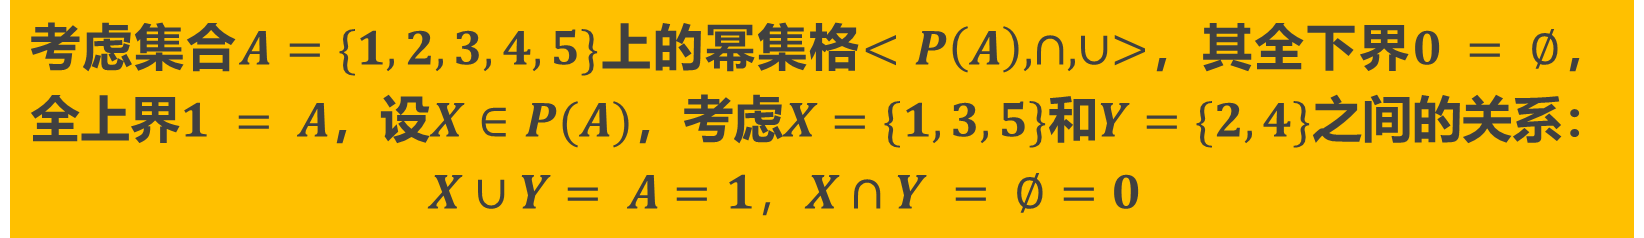 考虑集合A = {1, 2, 3, 4, 5}上的幂集格< P(A),∩,∪>，其全下界0 = ∅，
全上界1 = A，设X ∈ P(A)，考虑X = {1, 3, 5}和Y = {2, 4}之间的关系：
X ∪ Y = A = 1，X ∩ Y = ∅ = 0